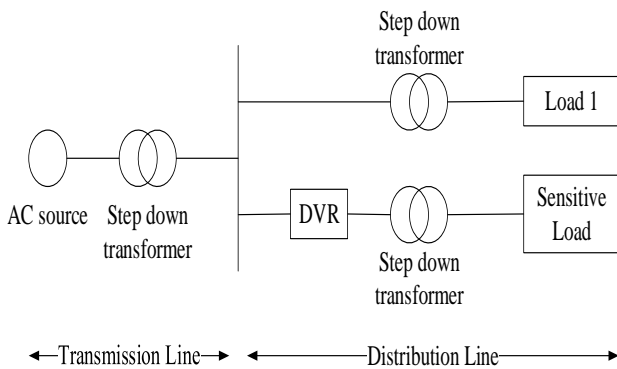 Step down
transformer
Load 1
AC source
Step down
transformer
DVR
Sensitive
Load
Step down
transformer
Transmission Line
Distribution Line